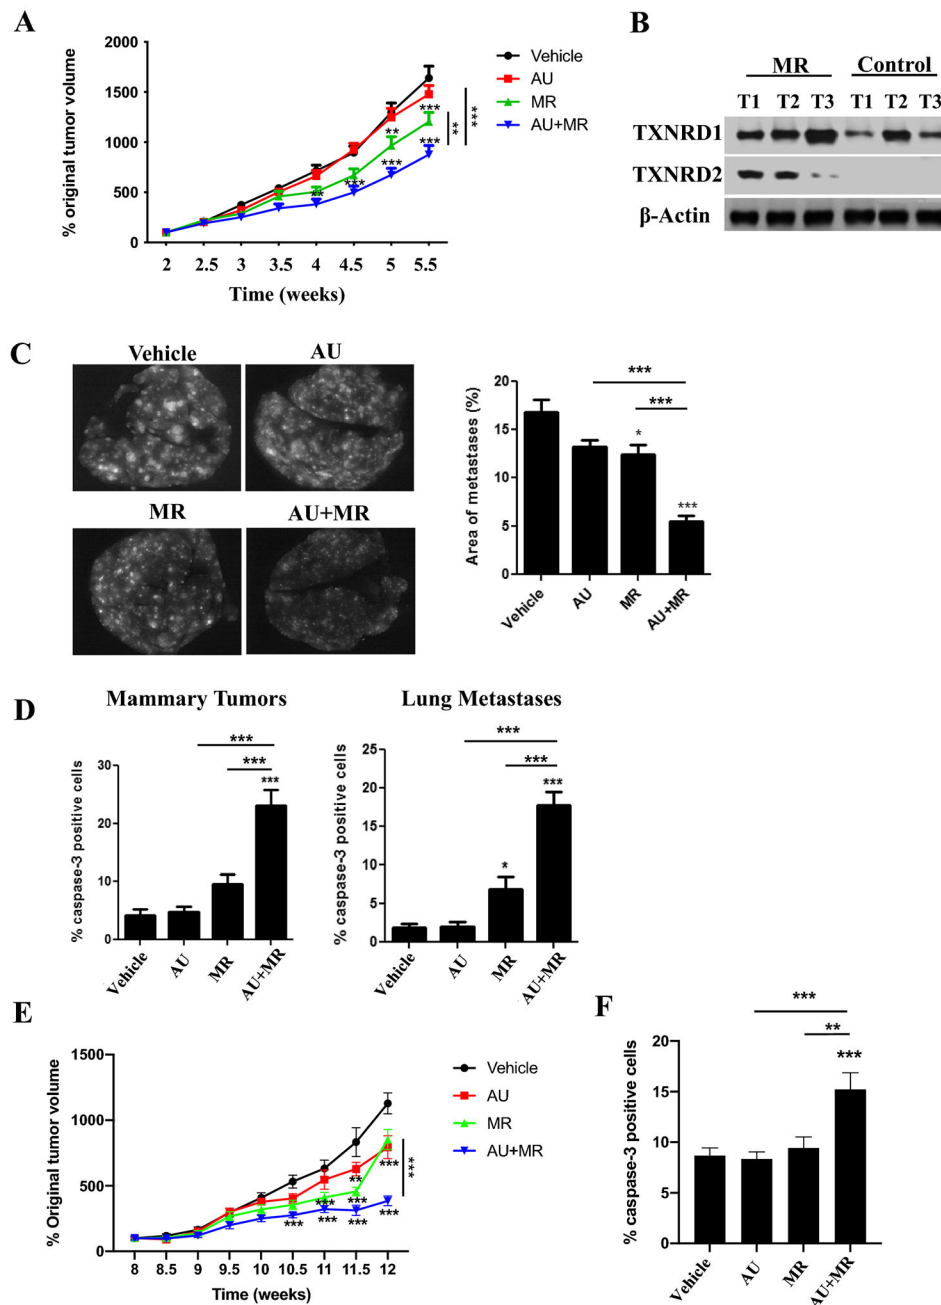 A
% original tumor volume
2000
1500
1000
500
0
2 2.5 3 3.5 4 4.5 5 5.5
Time (weeks)
Vehicle
AU
MR
AU+MR
**
***
**
***
***
**
***
***
**
***
B
MR Control
T1 T2 T3 T1 T2 T3
TXNRD1
TXNRD2
β-Actin
C
Vehicle AU
MR AU+MR
Area of metastases (%)
20
15
10
5
0
Vehicle AU MR AU+MR
***
***
*
***
D
Mammary Tumors
% caspase-3 positive cells
30
20
10
0
Vehicle AU MR AU+MR
***
***
***
Lung Metastases
% caspase-3 positive cells
25
20
15
10
5
0
Vehicle AU MR AU+MR
***
***
***
*
E
% Original tumor volume
1500
1000
500
0
8 8.5 9 9.5 10 10.5 11 11.5 12
Time (weeks)
Vehicle
AU
MR
AU+MR
***
**
***
***
***
***
***
***
***
F
% caspase-3 positive cells
20
15
10
5
0
Vehicle AU MR AU+MR
***
**
***